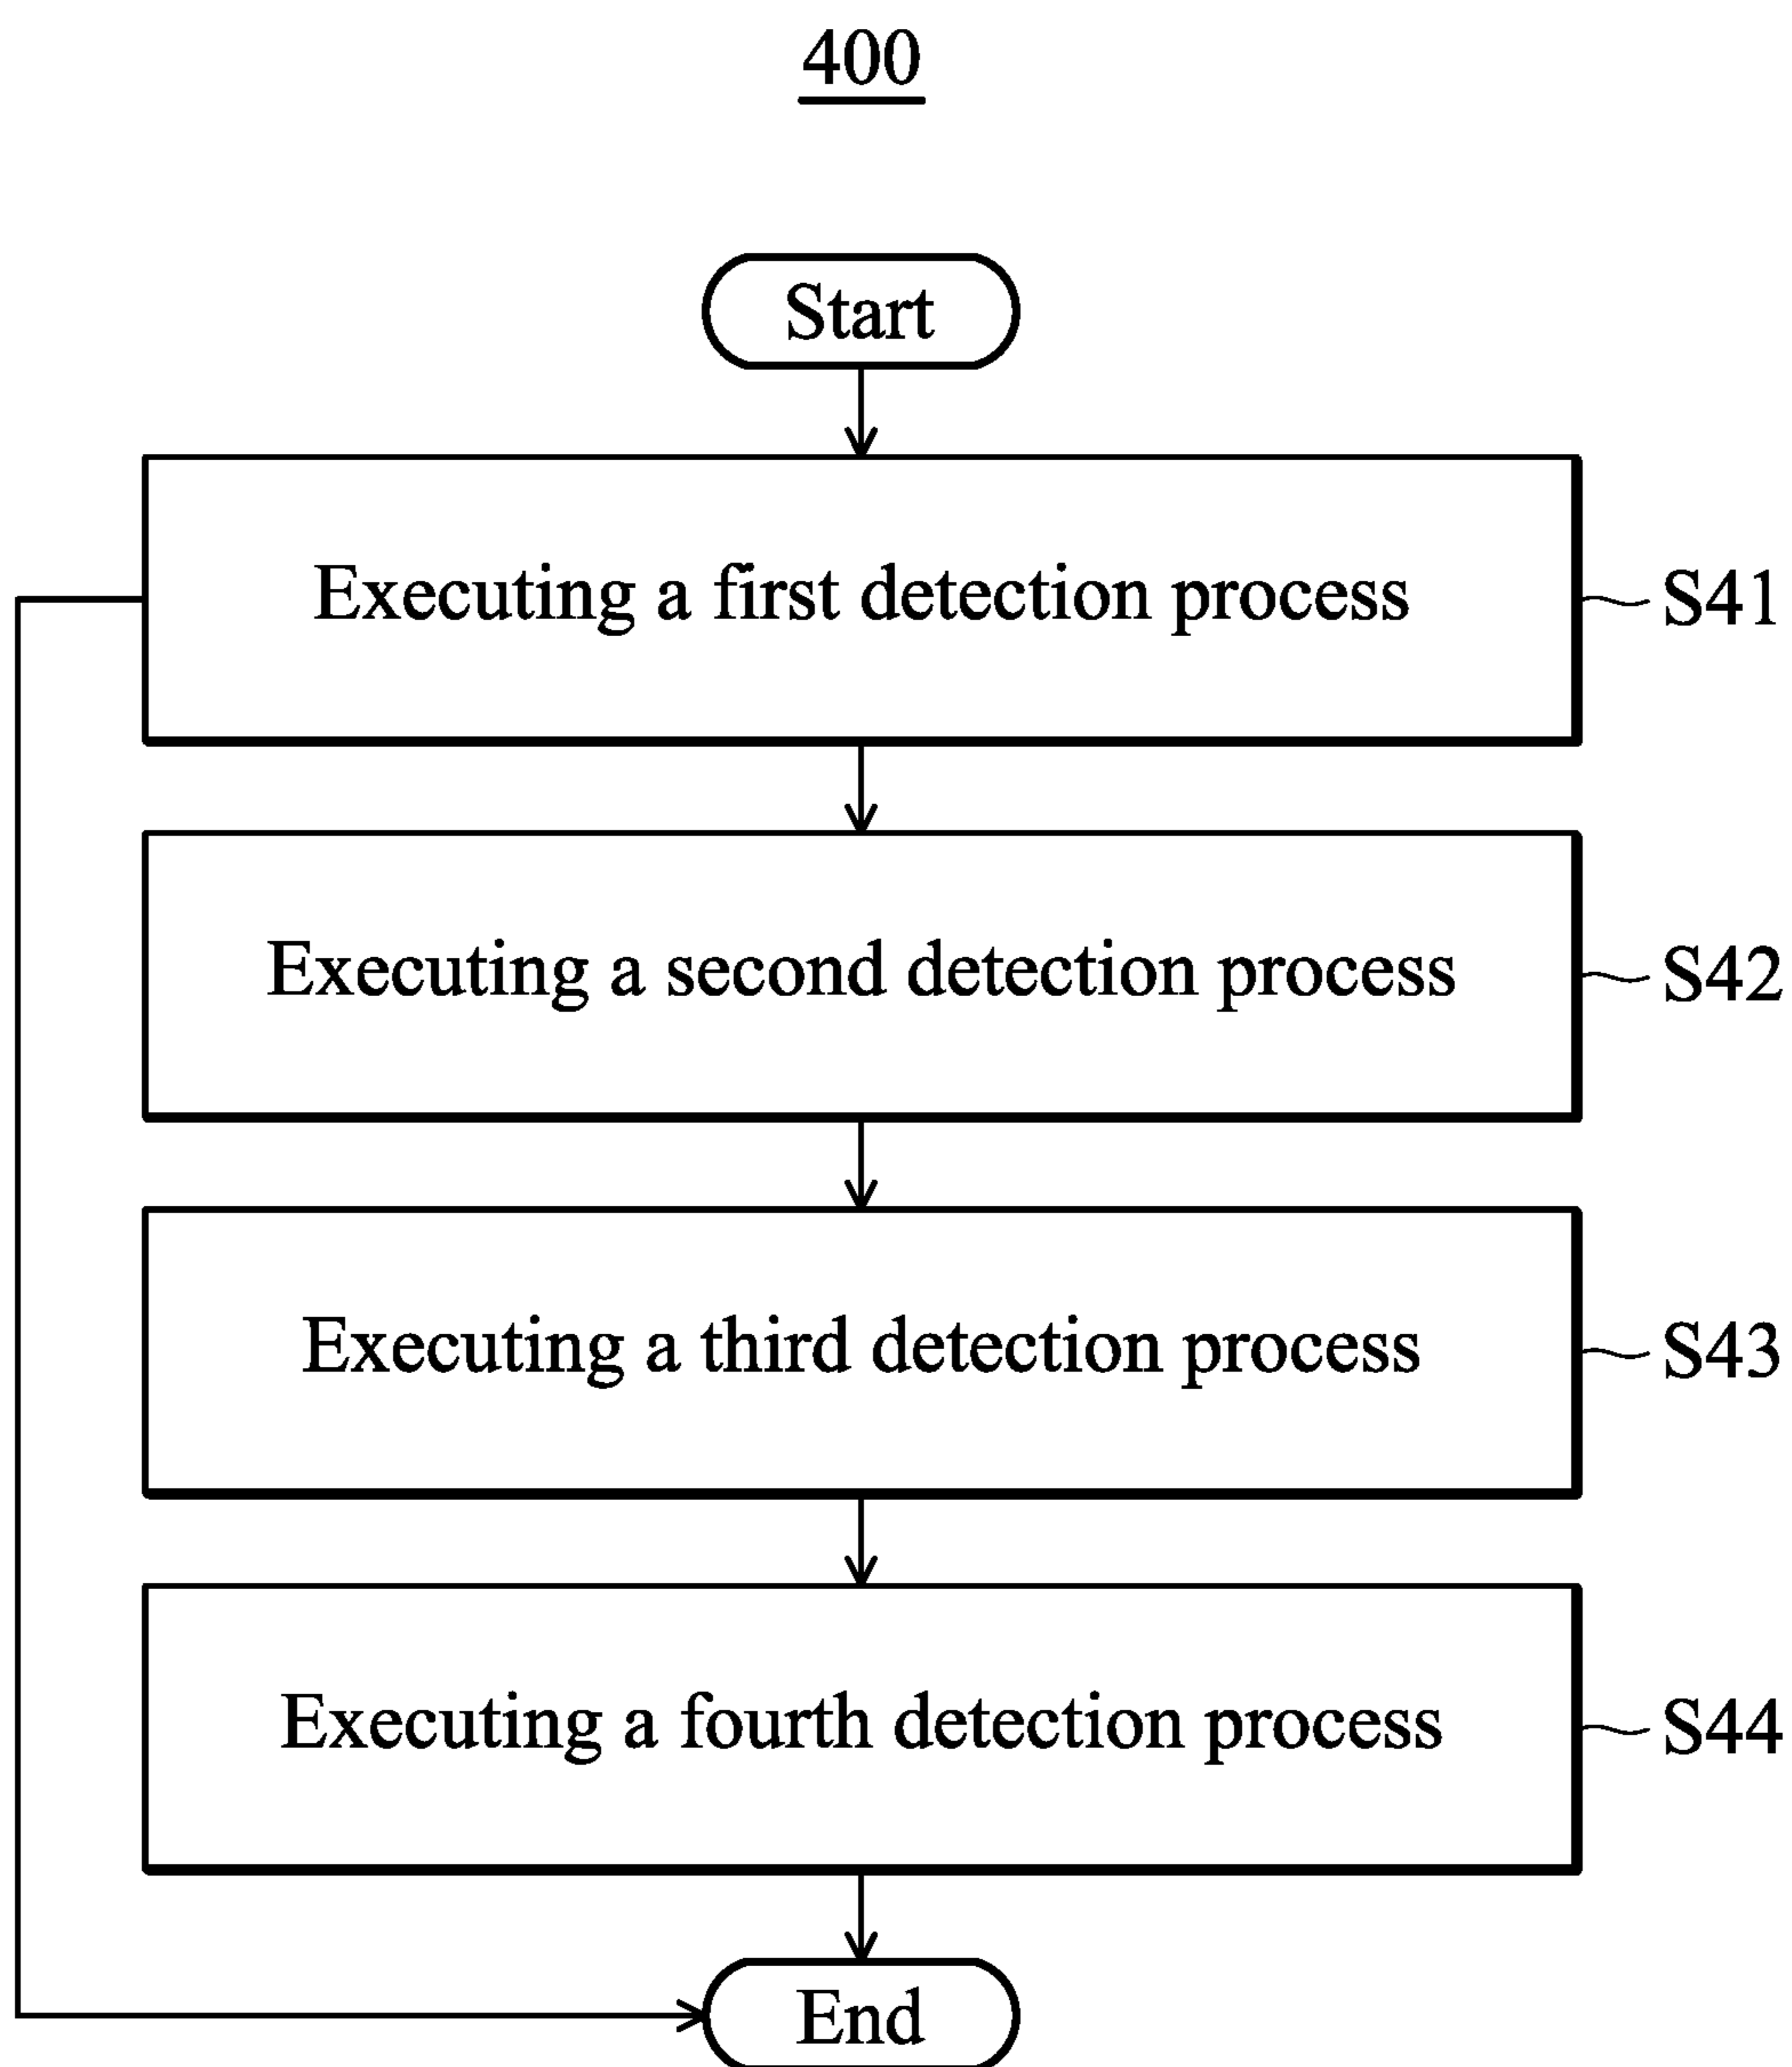 400
Start
Executing a first detection process
S41
Executing a second detection process
S42
Executing a third detection process
S43
Executing a fourth detection process
S44
End